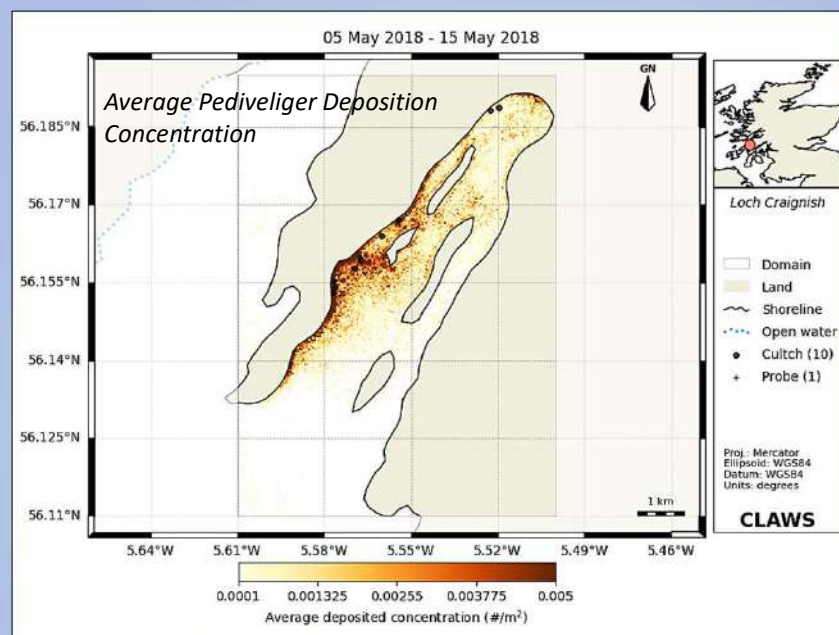 05 May 2018 - 15 May 2018
Average Pediveliger Deposition
Concentration
GN
56.185°N
56.17°N
56.155°N
56.14°N
56.125°N
56.11°N
5.64°W
5.61°W
5.58°W
5.55°W
5.52°W
5.49°W
5.46°W
1 km
0.0001
0.001325
0.00255
0.003775
0.005
Average deposited concentration (#/m²)
Loch Craignish
Domain
Land
Shoreline
Open water
Cultch (10)
Probe (1)
Proj.: Mercator
Ellipsoid: WGS84
Datum: WGS84
Units: degrees
CLAWS